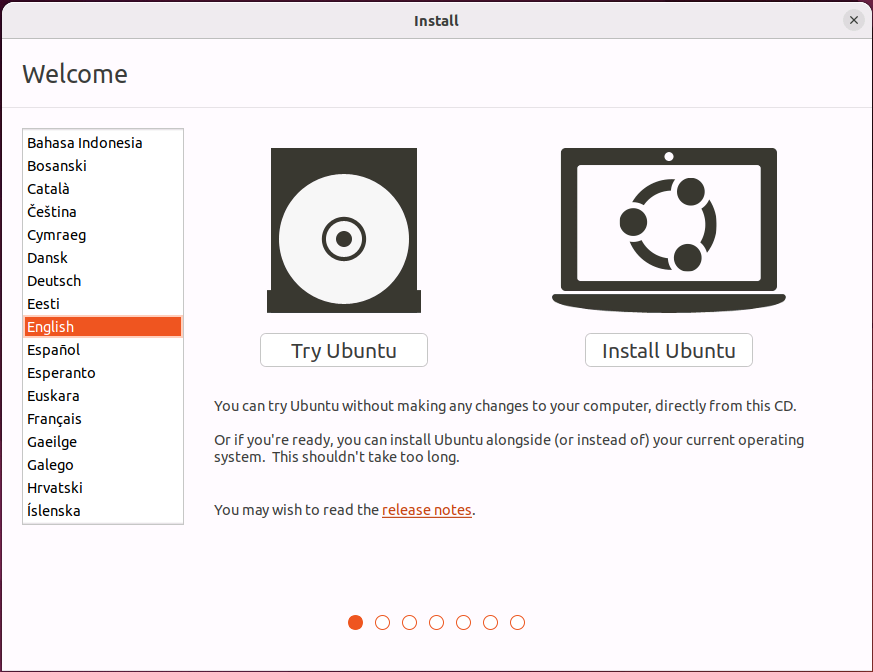 Install
Welcome
Bahasa Indonesia
Bosanski
Català
Čeština
Cymraeg
Dansk
Deutsch
Eesti
English
Español
Esperanto
Euskara
Français
Gaeilge
Galego
Hrvatski
Íslenska
Try Ubuntu
Install Ubuntu
You can try Ubuntu without making any changes to your computer, directly from this CD.
Or if you're ready, you can install Ubuntu alongside (or instead of) your current operating
system.  This shouldn't take too long.
You may wish to read the release notes.